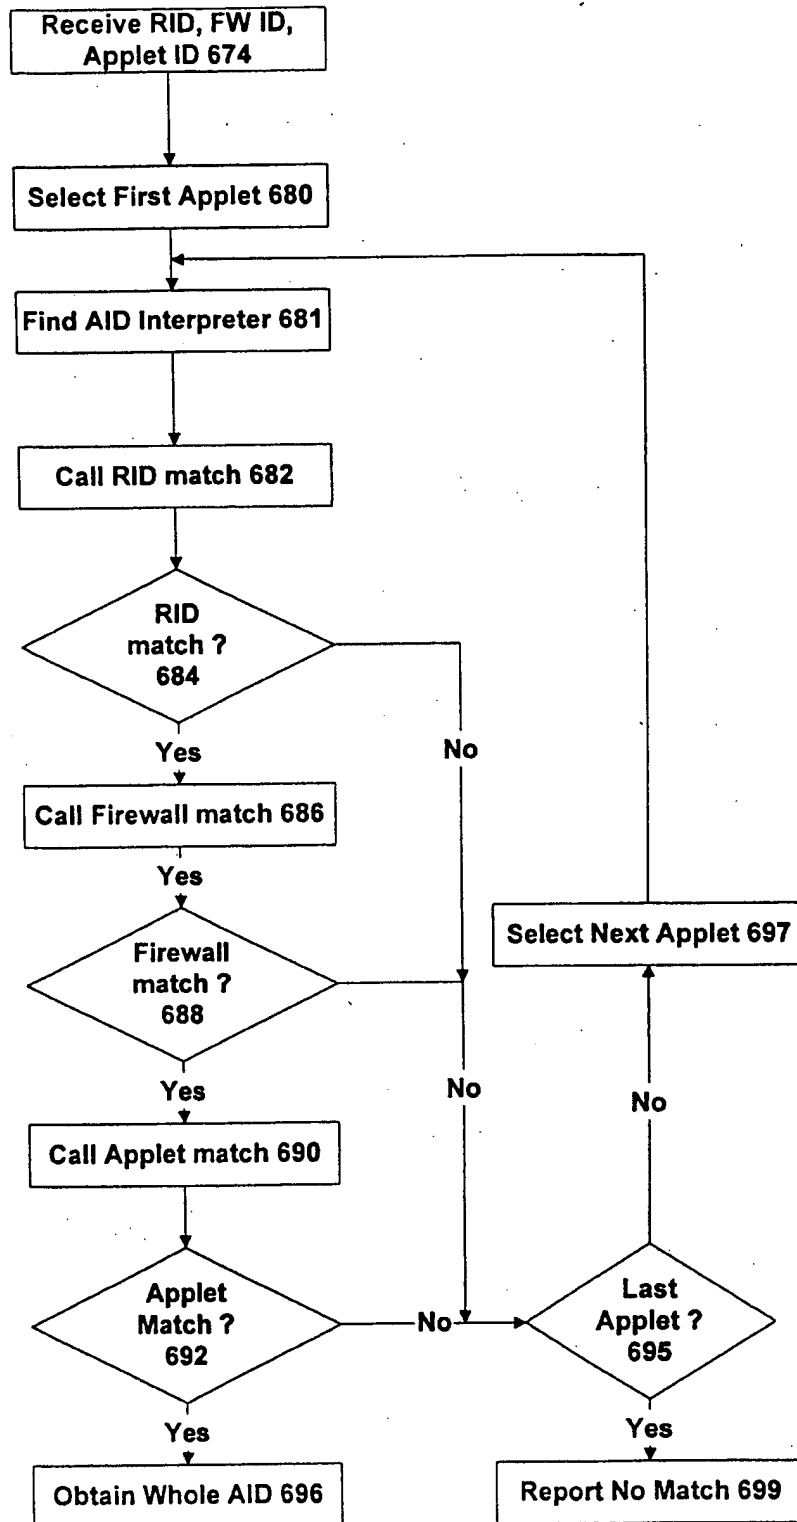 Receive RID, FW ID,
Applet ID 674
Select First Applet 680
Find AID Interpreter 681
Call RID match 682
RID
match ?
684
Yes
No
Call Firewall match 686
Yes
Firewall
match ?
688
Select Next Applet 697
Yes
No
No
Call Applet match 690
Applet
Match ?
692
No
Last
Applet ?
695
Yes
Yes
Obtain Whole AID 696
Report No Match 699